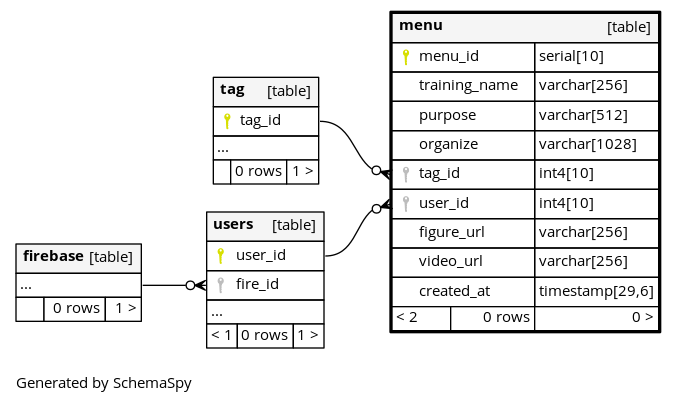 menu [table]
menu_id serial[10]
training_name varchar[256]
purpose varchar[512]
organize varchar[1028]
tag_id int4[10]
user_id int4[10]
figure_url varchar[256]
video_url varchar[256]
created_at timestamp[29,6]
< 2 0 rows 0 >
tag [table]
tag_id
...
0 rows 1 >
users [table]
user_id
fire_id
...
< 1 0 rows 1 >
firebase [table]
...
0 rows 1 >
Generated by SchemaSpy